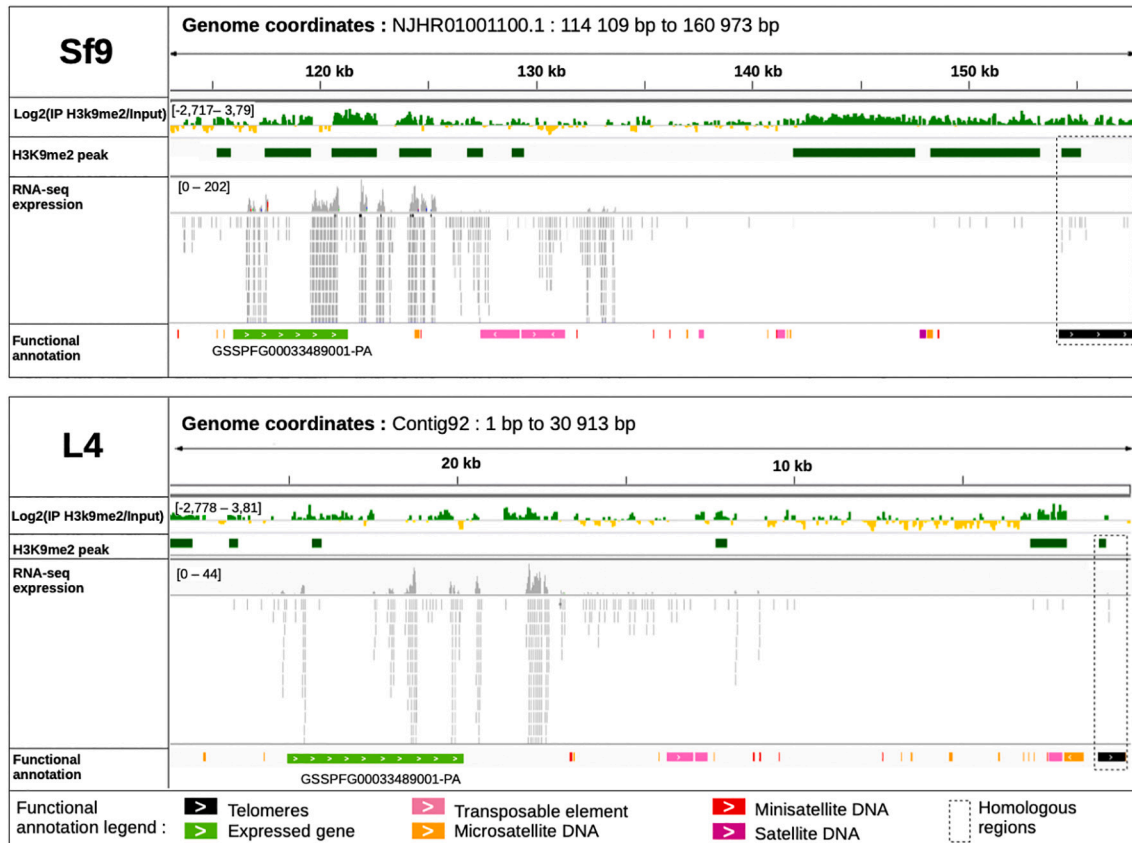 Sf9
Genome coordinates : NJHR01001100.1 : 114 109 bp to 160 973 bp
120 kb 130 kb 140 kb 150 kb
Log2(IP H3k9me2/Input) [-2,717– 3,79]
H3K9me2 peak
RNA-seq
expression
[0 – 202]
Functional
annotation
GSSPFG00033489001-PA
L4
Genome coordinates : Contig92 : 1 bp to 30 913 bp
20 kb 10 kb
Log2(IP H3k9me2/Input) [-2,778 – 3,81]
H3K9me2 peak
RNA-seq
expression
[0 – 44]
Functional
annotation
GSSPFG00033489001-PA
Functional
annotation legend :
> Telomeres
> Expressed gene
> Transposable element
> Microsatellite DNA
> Minisatellite DNA
> Satellite DNA
Homologous
regions